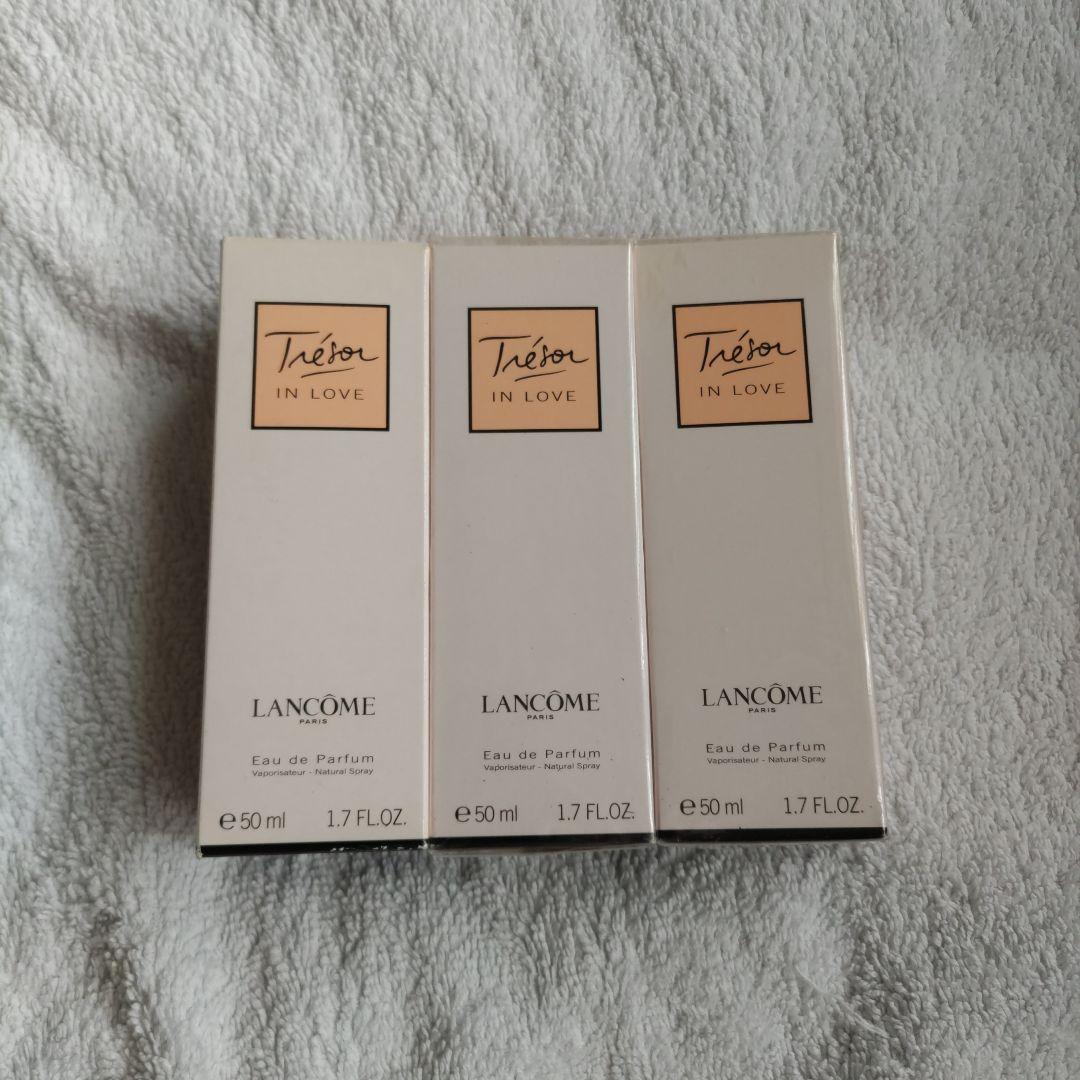 Trésor
IN LOVE
LANCÔME
PARIS
Eau de Parfum
Vaporisateur - Natural Spray
e 50 ml 1.7 FL.OZ.
Trésor
IN LOVE
LANCÔME
PARIS
Eau de Parfum
Vaporisateur - Natural Spray
e 50 ml 1.7 FL.OZ.
Trésor
IN LOVE
LANCÔME
PARIS
Eau de Parfum
Vaporisateur - Natural Spray
e 50 ml 1.7 FL.OZ.